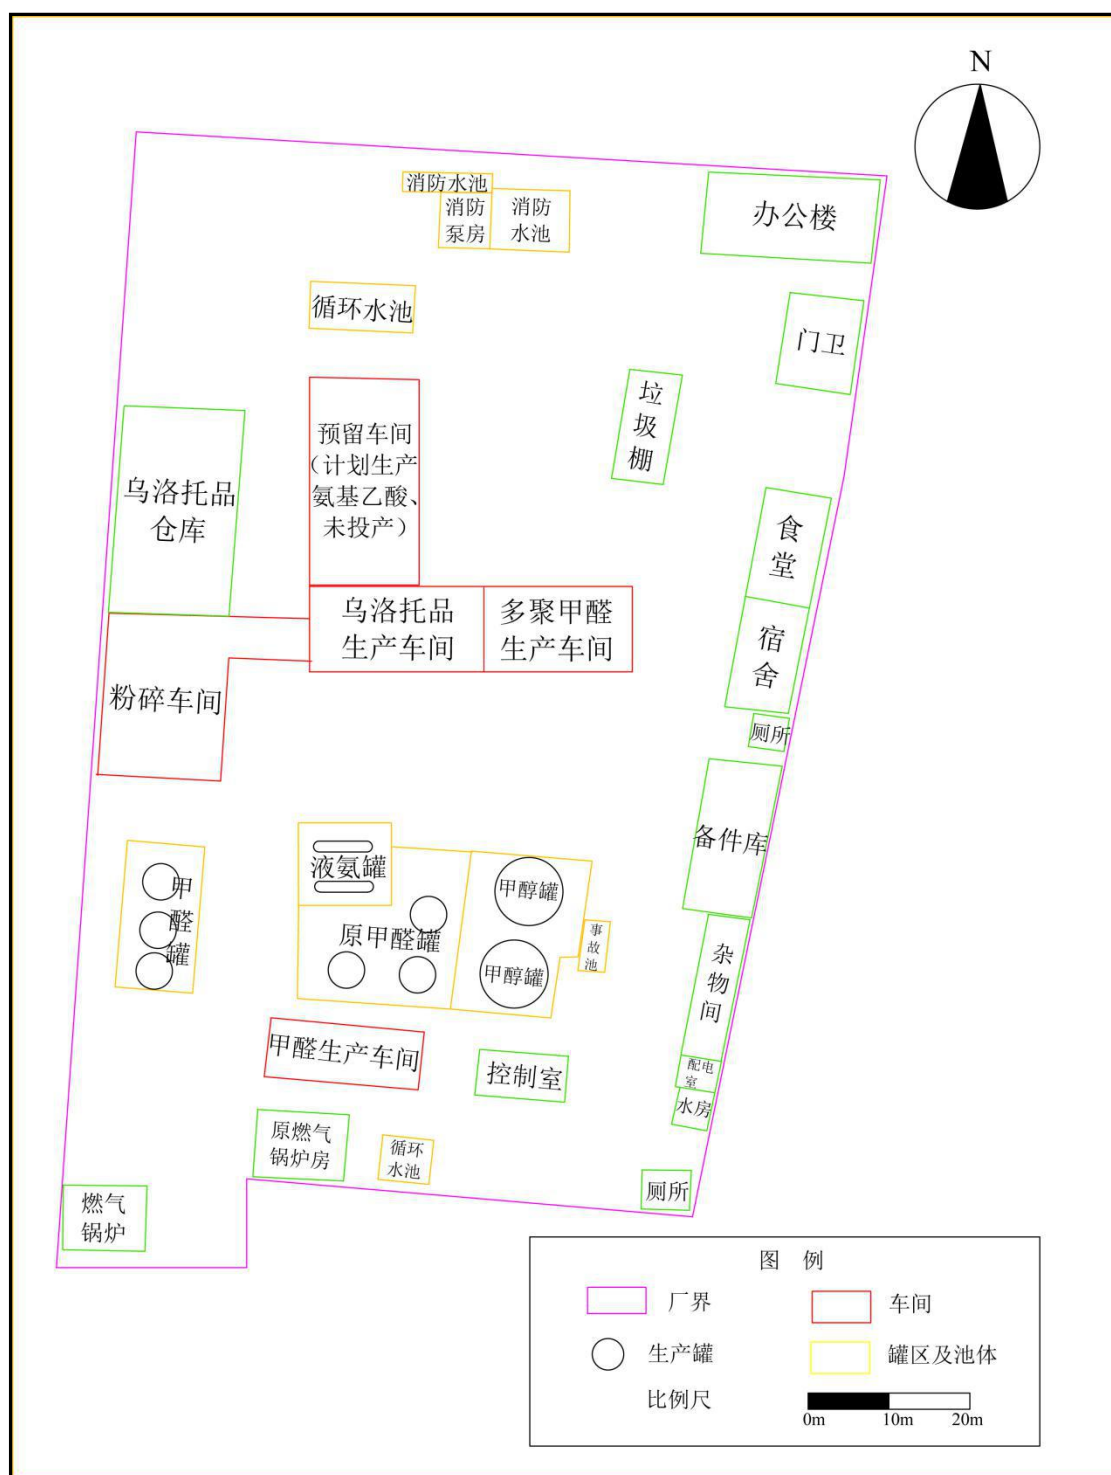 N
消防水池
消防
泵房
消防
水池
办公楼
循环水池
门卫
垃
圾
棚
预留车间
（计划生产
氨基乙酸、
未投产）
乌洛托品
仓库
食
堂
乌洛托品
生产车间
多聚甲醛
生产车间
宿
舍
粉碎车间
厕所
备件库
液氨罐
甲
醛
罐
原甲醛罐
甲醇罐
甲醇罐
事
故
池
杂
物
间
甲醛生产车间
控制室
配电
室
水房
原燃气
锅炉房
循环
水池
厕所
燃气
锅炉
图 例
厂界
车间
生产罐
罐区及池体
比例尺
0m 10m 20m